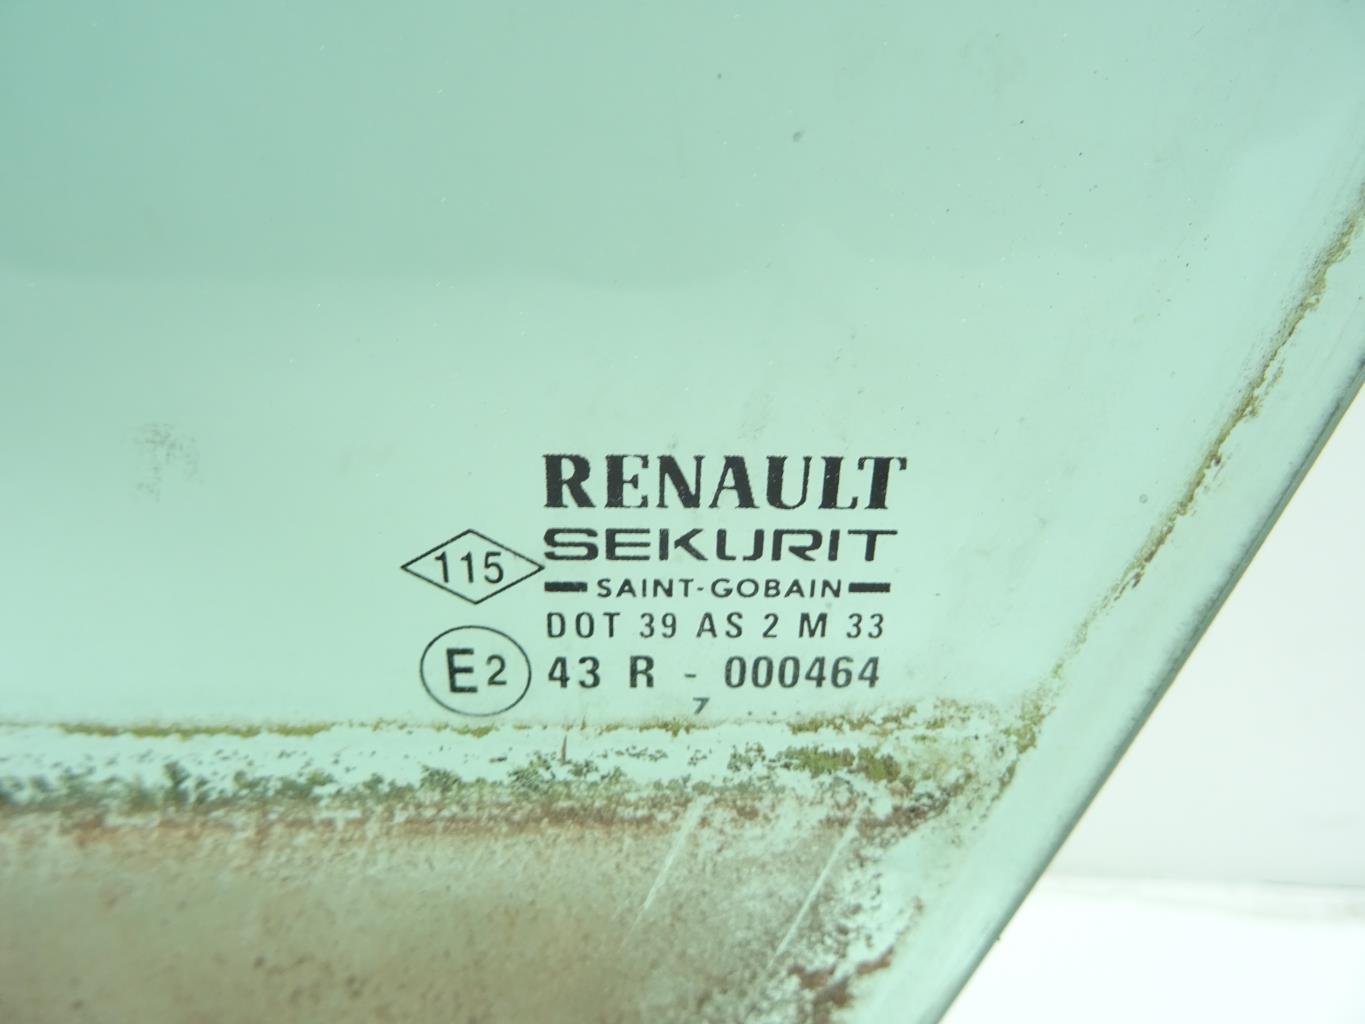 RENAULT
SEKURIT
115
SAINT-GOBAIN
DOT 39 AS 2 M 33
E2 43 R - 000464
7 ...